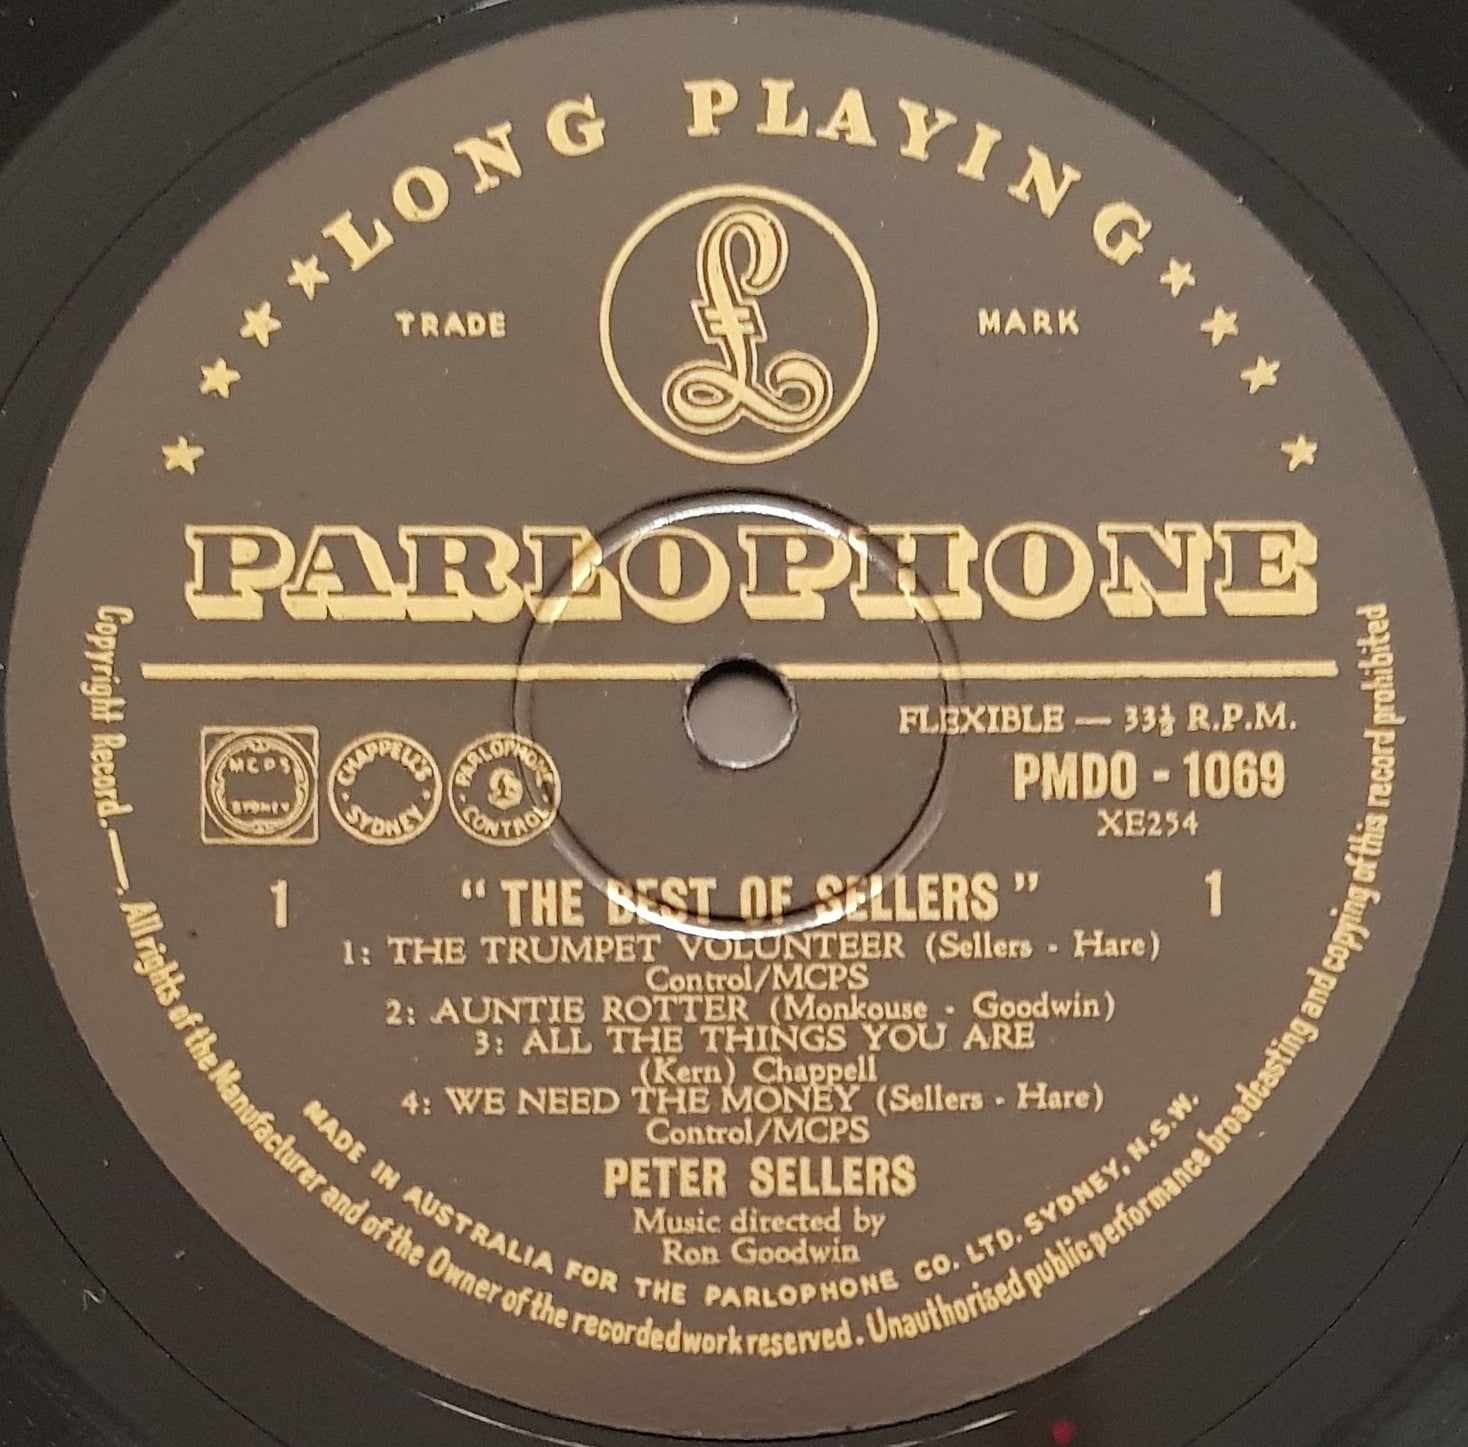 LONG PLAYING
TRADE
MARK
£
PARLOPHONE
FLEXIBLE — 33⅓ R.P.M.
PMDO - 1069
XE254
MCPS
SYDNEY
CHAPPELL'S
SYDNEY
PARLOPHONE
£
CONTROL
1
"THE BEST OF SELLERS"
1
1: THE TRUMPET VOLUNTEER (Sellers - Hare)
Control/MCPS
2: AUNTIE ROTTER (Monkouse - Goodwin)
3: ALL THE THINGS YOU ARE
(Kern) Chappell
4: WE NEED THE MONEY (Sellers - Hare)
Control/MCPS
PETER SELLERS
Music directed by
Ron Goodwin
MADE IN AUSTRALIA FOR THE PARLOPHONE CO. LTD. SYDNEY, N.S.W.
Copyright Record. — All rights of the Manufacturer and of the Owner of the recorded work reserved. Unauthorised public performance broadcasting and copying of this record prohibited